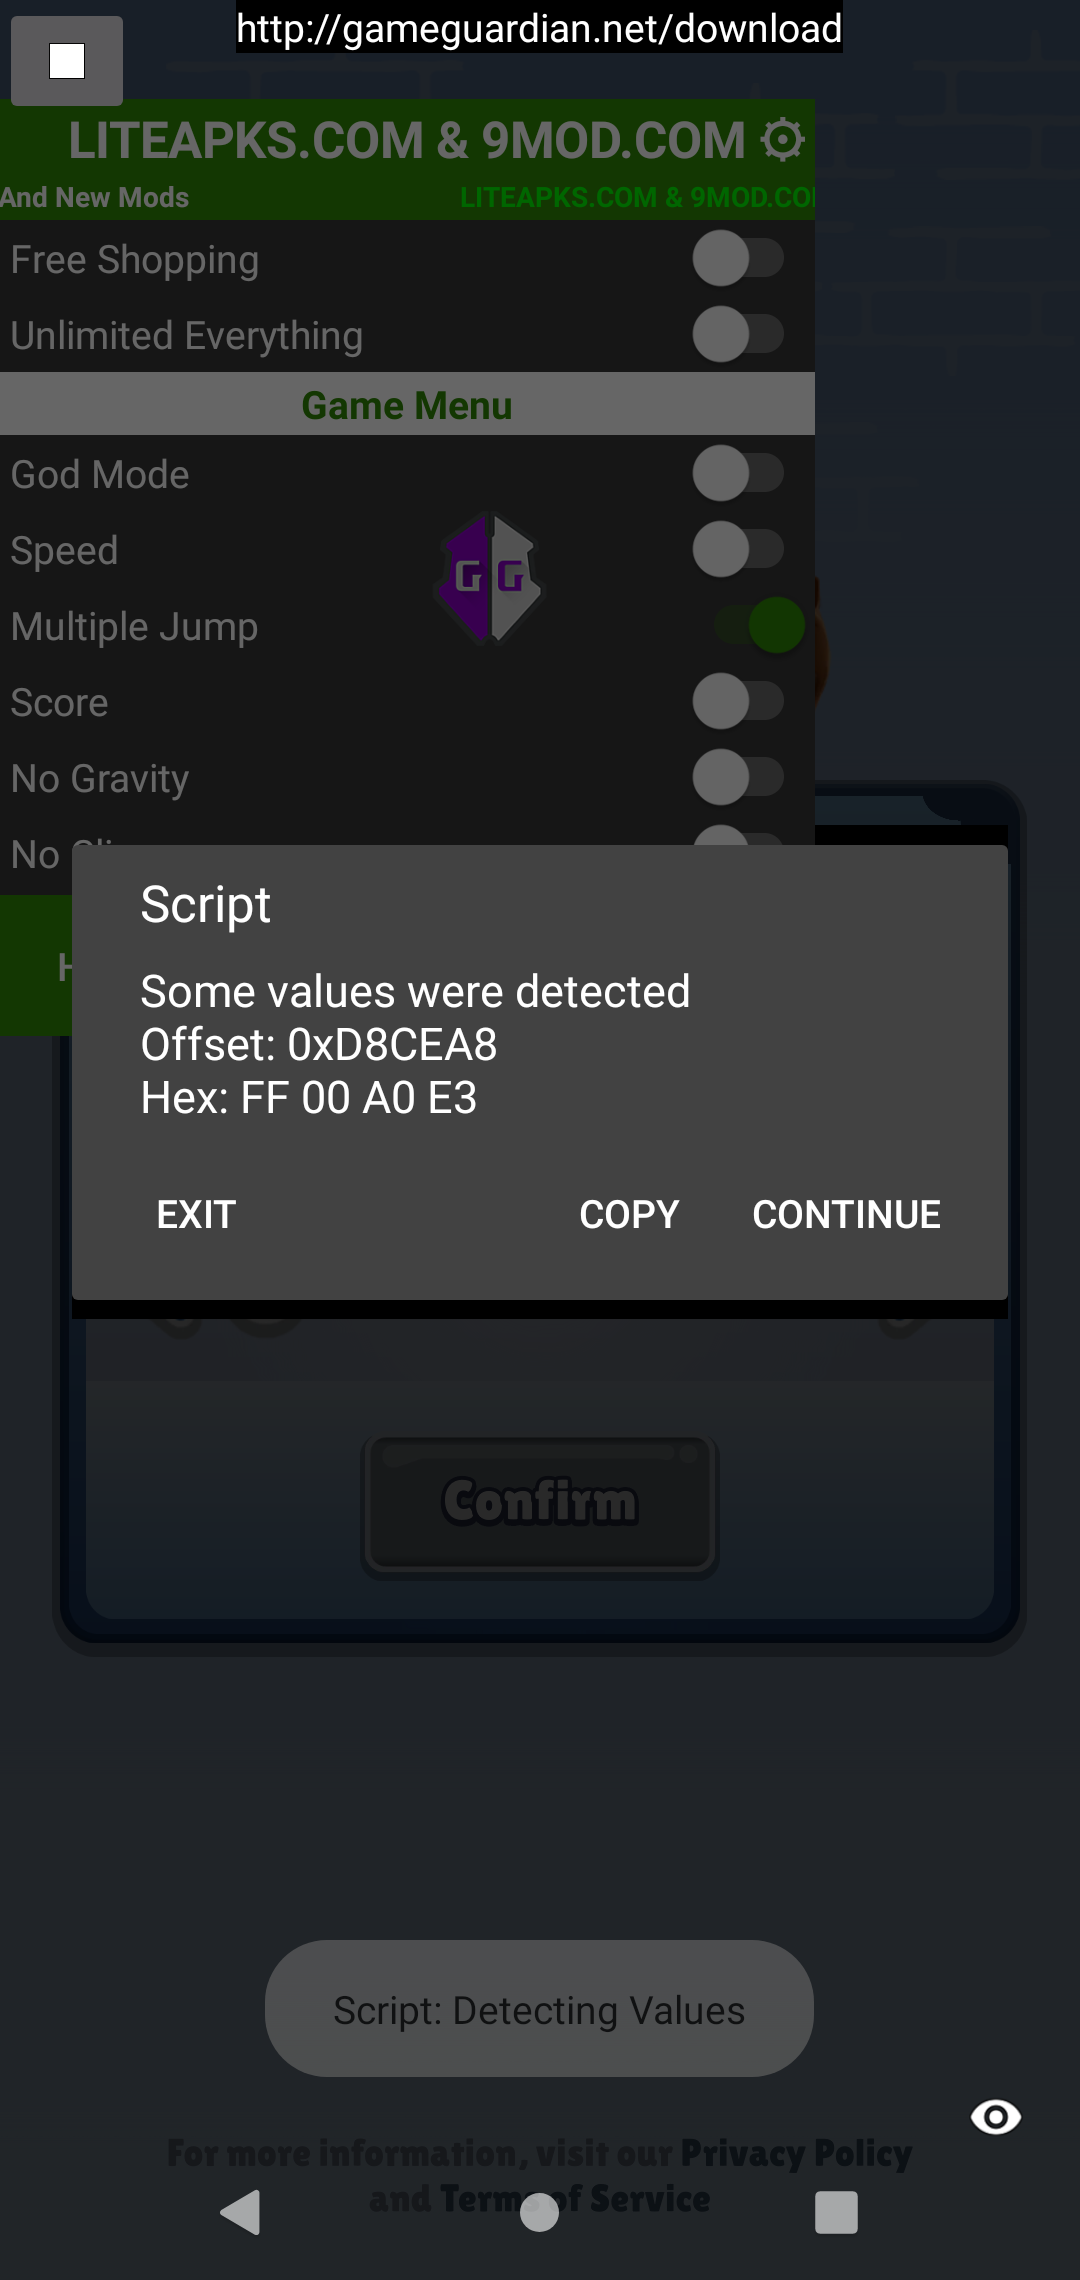 http://gameguardian.net/download
LITEAPKS.COM & 9MOD.COM
And New Mods LITEAPKS.COM & 9MOD.CO
Free Shopping
Unlimited Everything
Game Menu
God Mode
Speed
GG
Multiple Jump
Score
No Gravity
No
Script
Some values were detected
Offset: 0xD8CEA8
Hex: FF 00 A0 E3
EXIT COPY CONTINUE
Confirm
Script: Detecting Values
For more information, visit our Privacy Policy
and Terms of Service